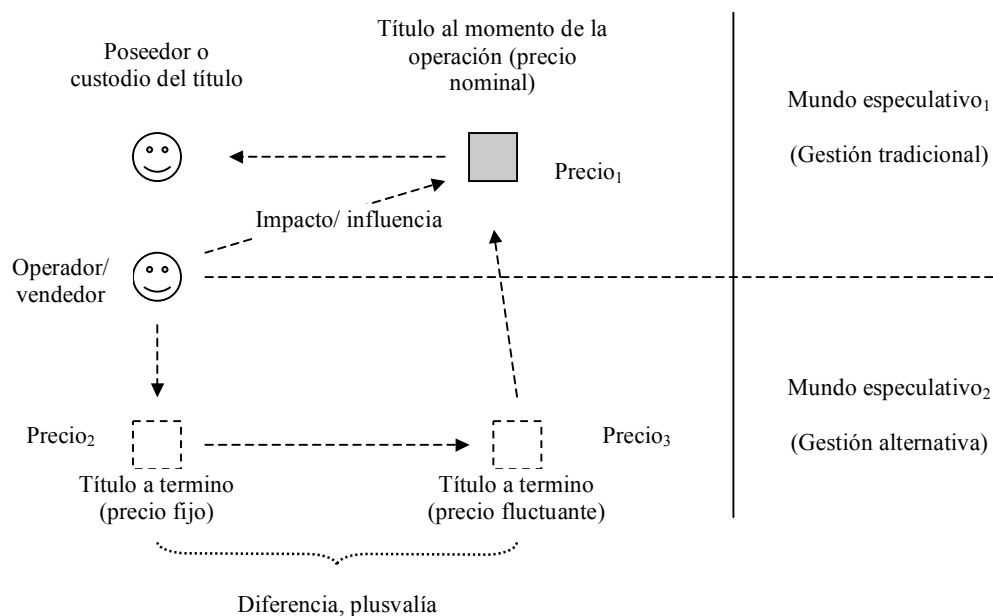 Poseedor o
custodio del título
Título al momento de la
operación (precio
nominal)
Mundo especulativo₁
(Gestión tradicional)
Precio₁
Impacto/ influencia
Operador/
vendedor
Mundo especulativo₂
(Gestión alternativa)
Precio₂
Precio₃
Título a termino
(precio fijo)
Título a termino
(precio fluctuante)
Diferencia, plusvalía